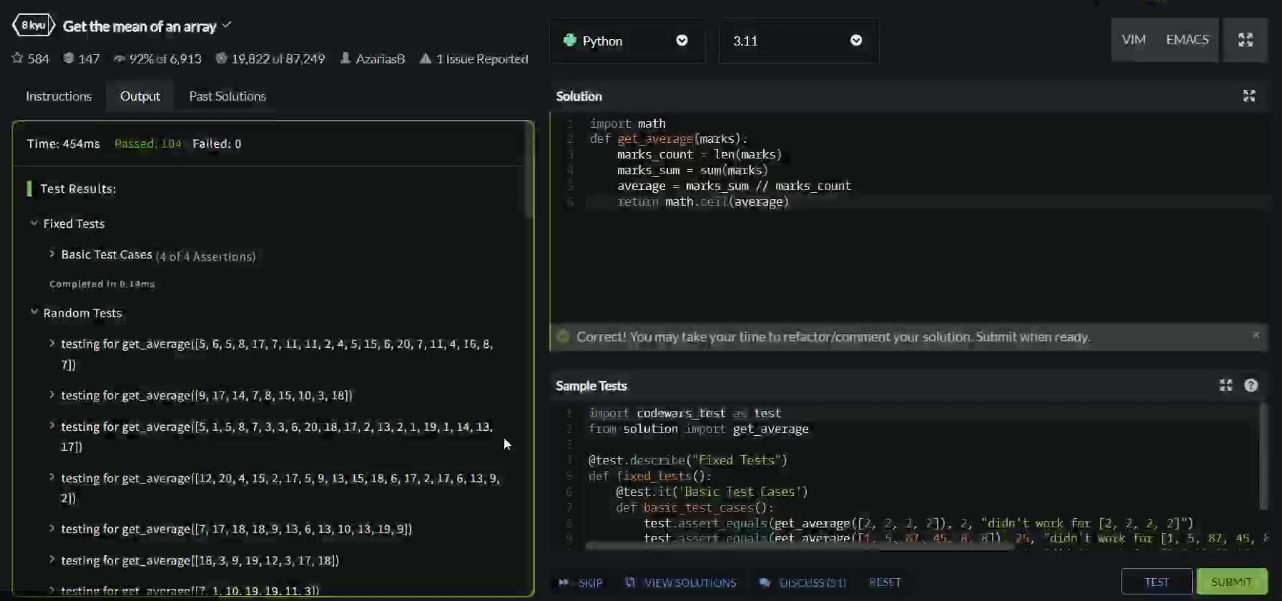 8 kyu Get the mean of an array
584 147 92% of 6,913 19,822 of 87,249 AzariasB 1 Issue Reported
Python 3.11 VIM EMACS
Instructions Output Past Solutions
Time: 454ms Passed: 104 Failed: 0
Test Results:
Fixed Tests
Basic Test Cases (4 of 4 Assertions)
Completed in 0.14ms
Random Tests
testing for get_average([5, 6, 5, 8, 17, 7, 11, 11, 2, 4, 5, 15, 6, 20, 7, 11, 4, 16, 8,
7])
testing for get_average([9, 17, 14, 7, 8, 15, 10, 3, 18])
testing for get_average([5, 1, 5, 8, 7, 3, 3, 6, 20, 18, 17, 2, 13, 2, 1, 19, 1, 14, 13,
17])
testing for get_average([12, 20, 4, 15, 2, 17, 5, 9, 13, 15, 18, 6, 17, 2, 17, 6, 13, 9,
2])
testing for get_average([7, 17, 18, 18, 9, 13, 6, 13, 10, 13, 19, 9])
testing for get_average([18, 3, 9, 19, 12, 3, 17, 18])
testing for get_average([7, 1, 10, 19, 19, 11, 3])
Solution
1 import math
2 def get_average(marks):
3 marks_count = len(marks)
4 marks_sum = sum(marks)
5 average = marks_sum // marks_count
6 return math.ceil(average)
Correct! You may take your time to refactor/comment your solution. Submit when ready.
Sample Tests
1 import codewars_test as test
2 from solution import get_average
3
4 @test.describe("Fixed Tests")
5 def fixed_tests():
6 @test.it('Basic Test Cases')
7 def basic_test_cases():
8 test.assert_equals(get_average([2, 2, 2, 2]), 2, "didn't work for [2, 2, 2, 2]")
9 test.assert_equals(get_average([1, 5, 87, 45, 8, 8]), 25, "didn't work for [1, 5, 87, 45, 8
SKIP VIEW SOLUTIONS DISCUSS (51) RESET TEST SUBMIT